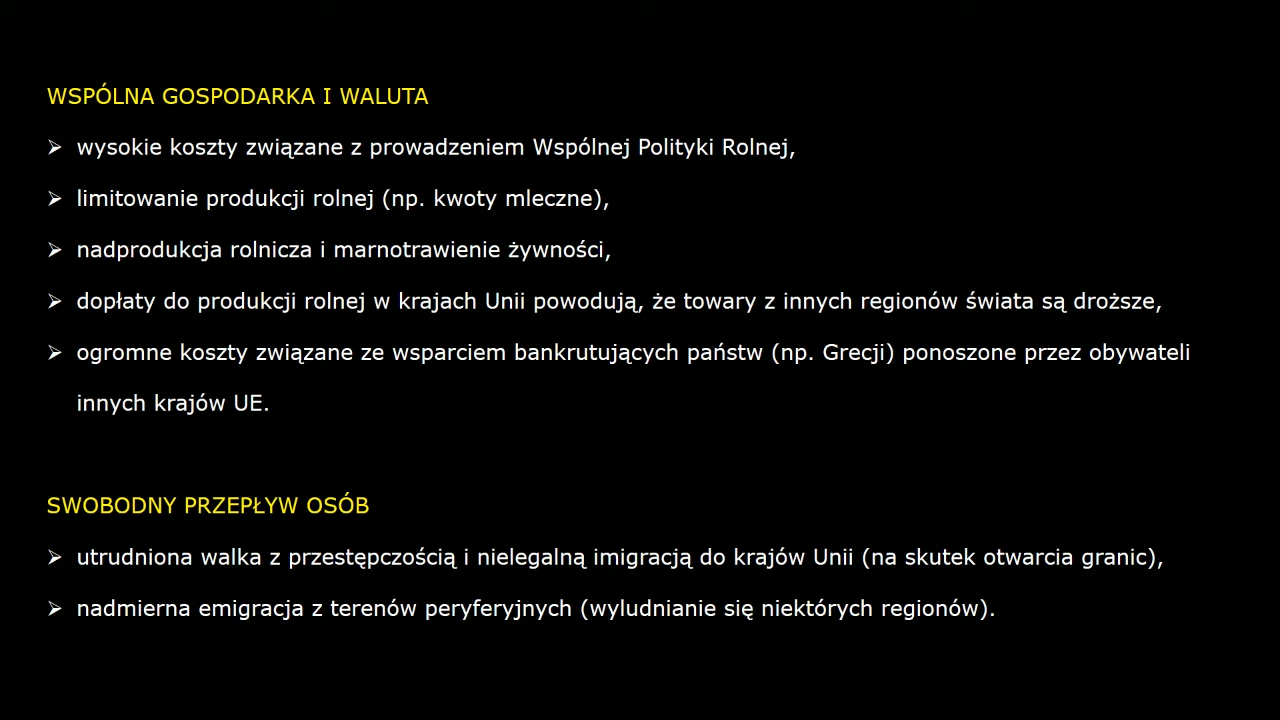 WSPÓLNA GOSPODARKA I WALUTA
➢ wysokie koszty związane z prowadzeniem Wspólnej Polityki Rolnej,
➢ limitowanie produkcji rolnej (np. kwoty mleczne),
➢ nadprodukcja rolnicza i marnotrawienie żywności,
➢ dopłaty do produkcji rolnej w krajach Unii powodują, że towary z innych regionów świata są droższe,
➢ ogromne koszty związane ze wsparciem bankrutujących państw (np. Grecji) ponoszone przez obywateli
innych krajów UE.
SWOBODNY PRZEPŁYW OSÓB
➢ utrudniona walka z przestępczością i nielegalną imigracją do krajów Unii (na skutek otwarcia granic),
➢ nadmierna emigracja z terenów peryferyjnych (wyludnianie się niektórych regionów).